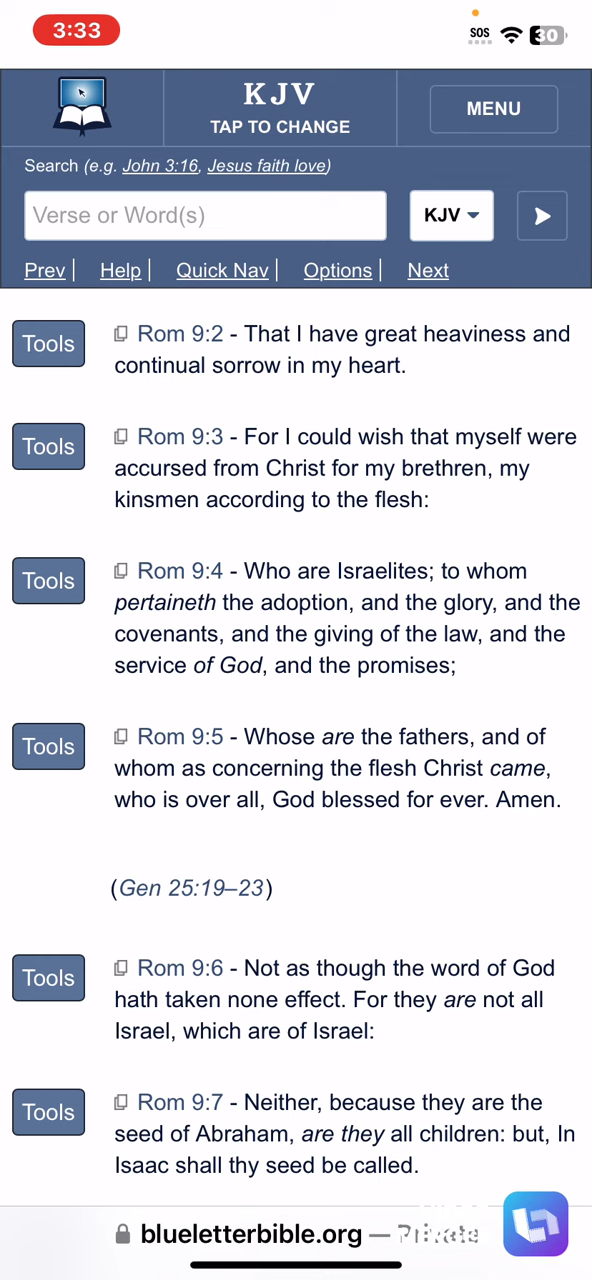 3:33
SOS
30
KJV
TAP TO CHANGE
MENU
Search (e.g. John 3:16, Jesus faith love)
Verse or Word(s)
KJV
Prev | Help | Quick Nav | Options | Next
Tools
Rom 9:2 - That I have great heaviness and
continual sorrow in my heart.
Tools
Rom 9:3 - For I could wish that myself were
accursed from Christ for my brethren, my
kinsmen according to the flesh:
Tools
Rom 9:4 - Who are Israelites; to whom
pertaineth the adoption, and the glory, and the
covenants, and the giving of the law, and the
service of God, and the promises;
Tools
Rom 9:5 - Whose are the fathers, and of
whom as concerning the flesh Christ came,
who is over all, God blessed for ever. Amen.
(Gen 25:19–23)
Tools
Rom 9:6 - Not as though the word of God
hath taken none effect. For they are not all
Israel, which are of Israel:
Tools
Rom 9:7 - Neither, because they are the
seed of Abraham, are they all children: but, In
Isaac shall thy seed be called.
blueletterbible.org — Private